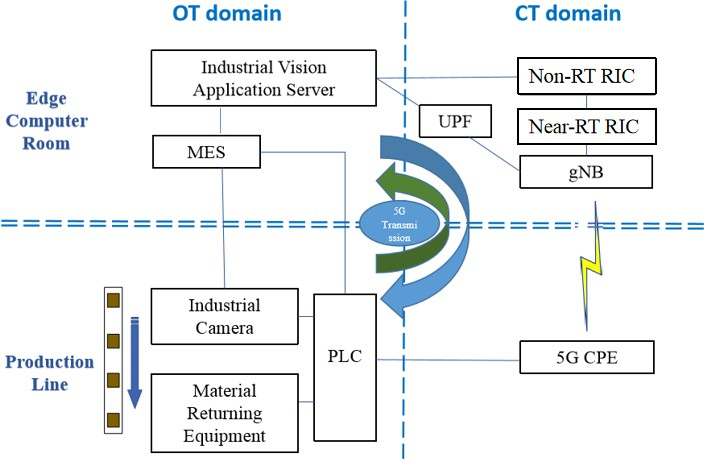 OT domain
CT domain
Edge
Computer
Room
Industrial Vision
Application Server
Non-RT RIC
UPF
Near-RT RIC
MES
gNB
5G
Transmi
ssion
Industrial
Camera
PLC
5G CPE
Production
Line
Material
Returning
Equipment